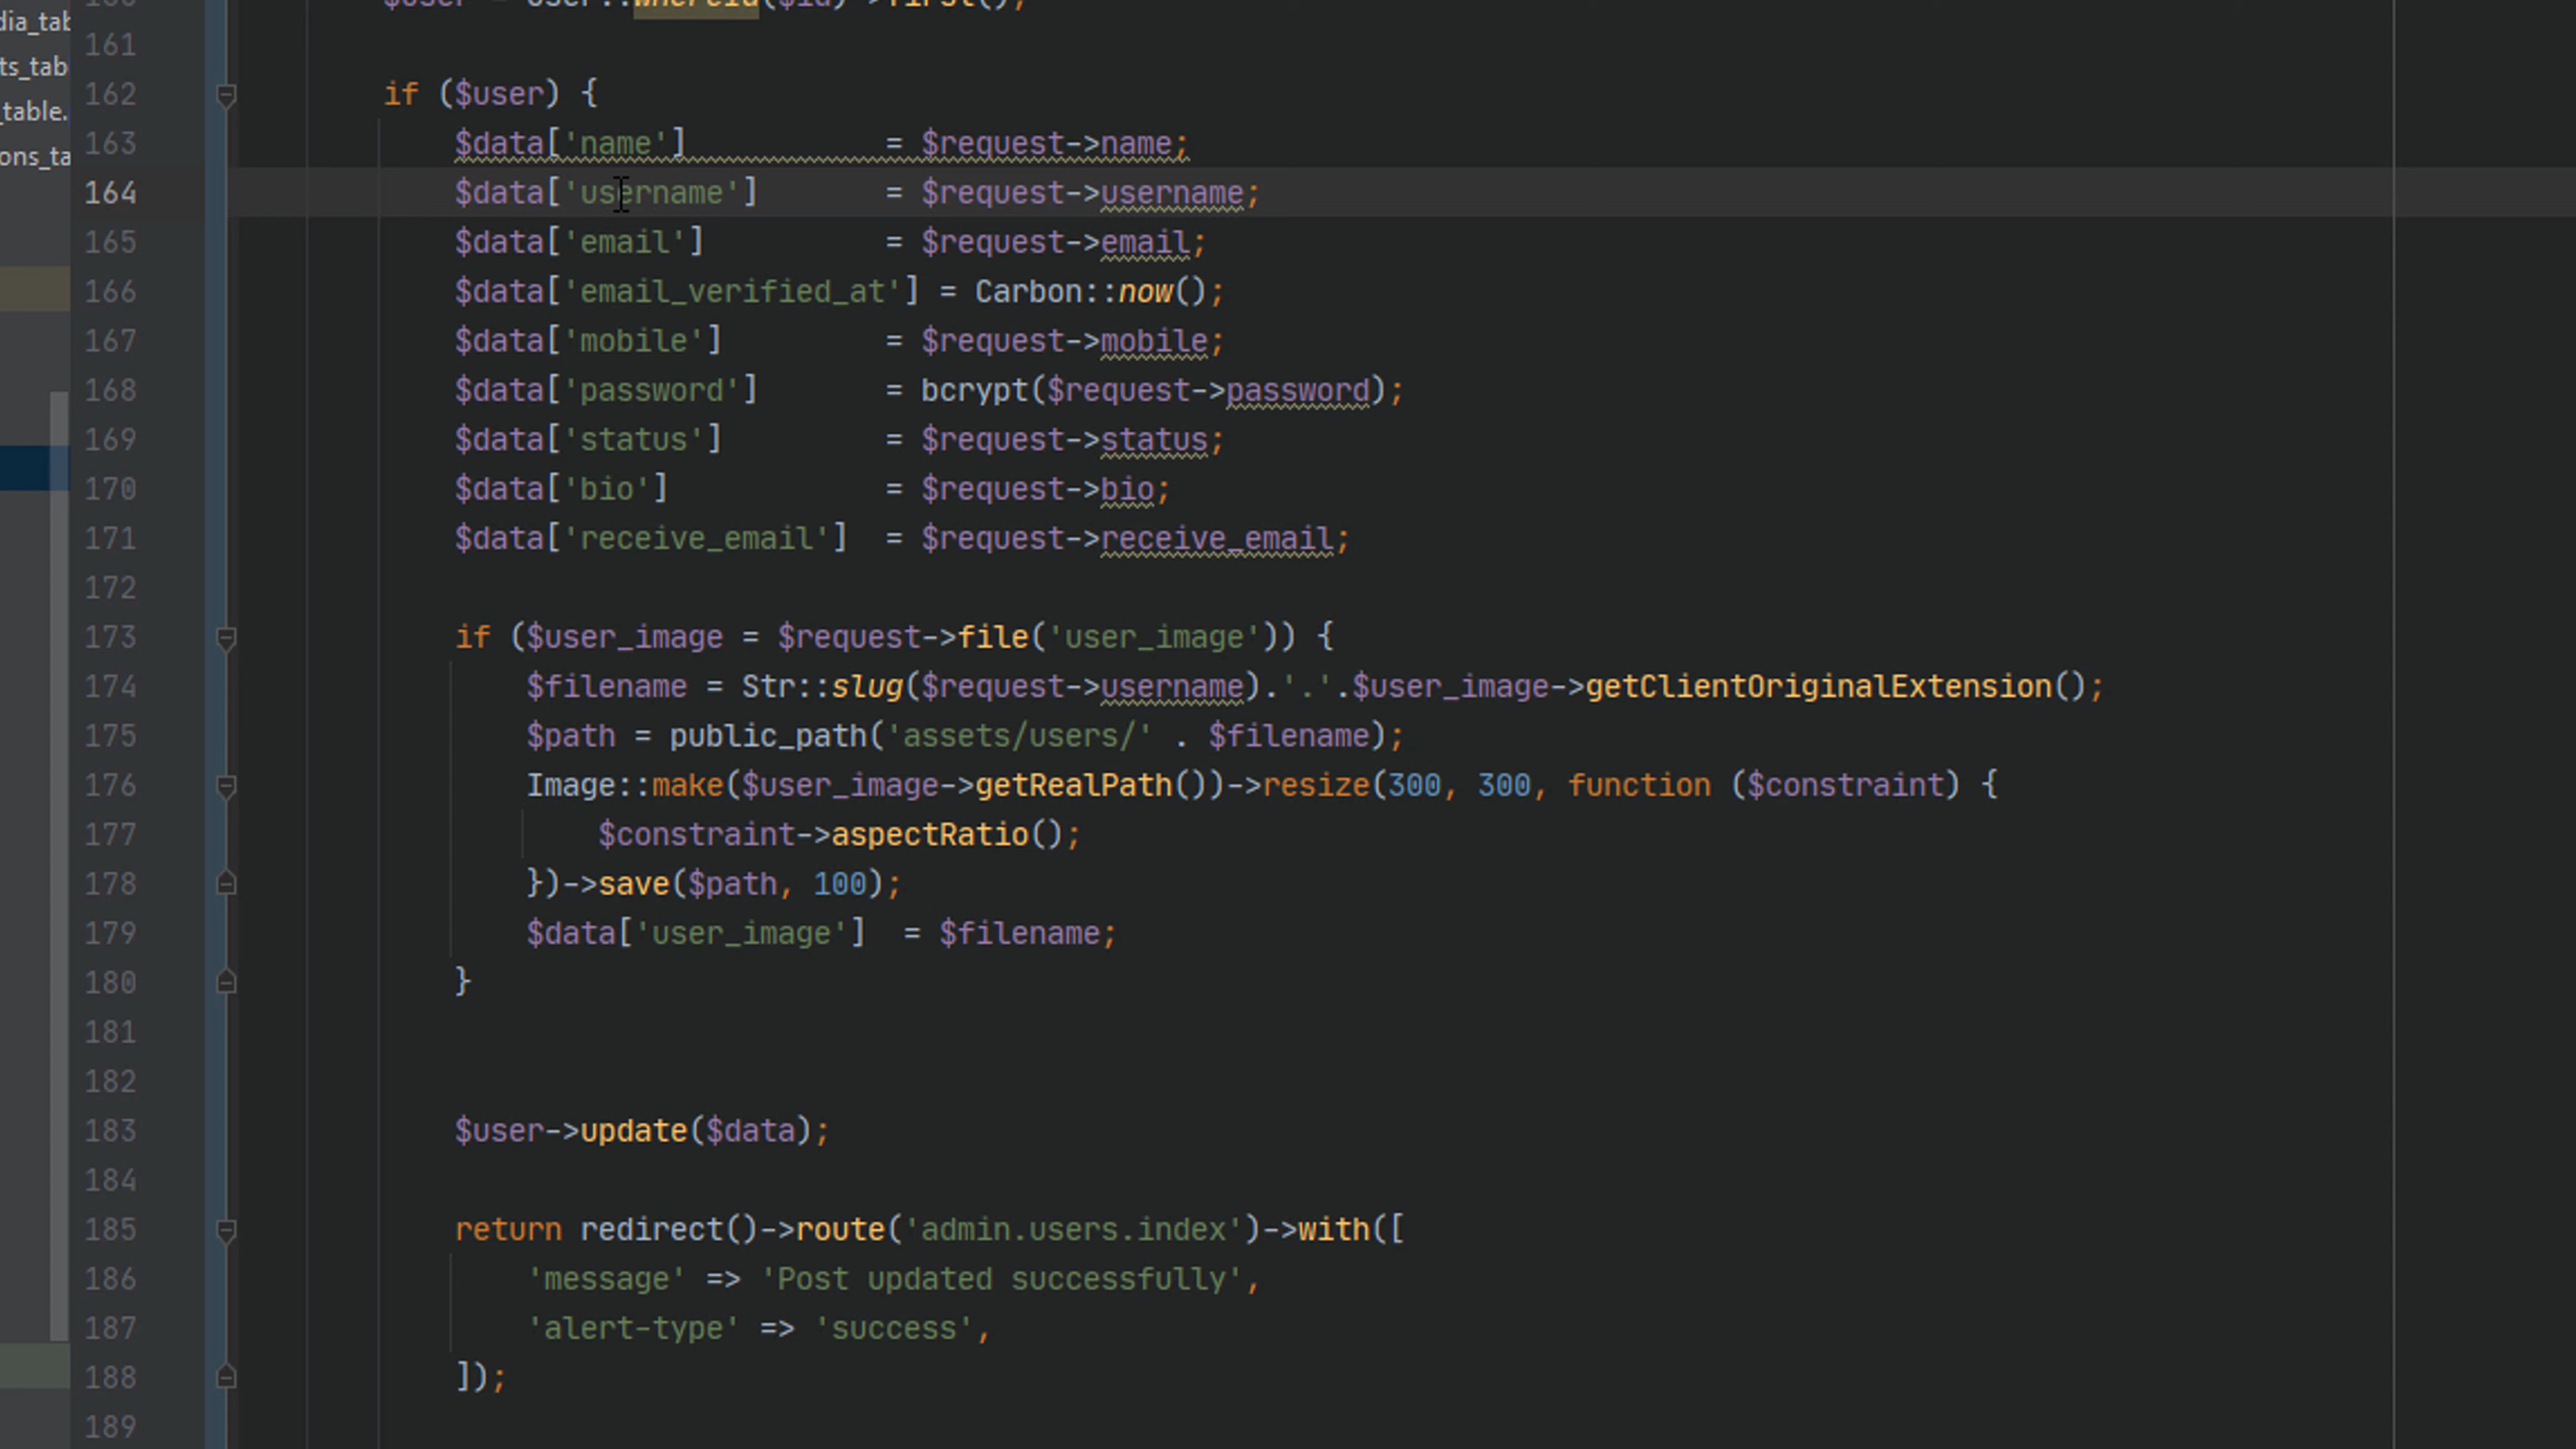 dia_tab
ts_tab
_table.
ons_ta
$user = User::whereId($id)->first();
161
162 if ($user) {
163 $data['name'] = $request->name;
164 $data['username'] = $request->username;
165 $data['email'] = $request->email;
166 $data['email_verified_at'] = Carbon::now();
167 $data['mobile'] = $request->mobile;
168 $data['password'] = bcrypt($request->password);
169 $data['status'] = $request->status;
170 $data['bio'] = $request->bio;
171 $data['receive_email'] = $request->receive_email;
172
173 if ($user_image = $request->file('user_image')) {
174 $filename = Str::slug($request->username).'.'.$user_image->getClientOriginalExtension();
175 $path = public_path('assets/users/' . $filename);
176 Image::make($user_image->getRealPath())->resize(300, 300, function ($constraint) {
177 $constraint->aspectRatio();
178 })->save($path, 100);
179 $data['user_image'] = $filename;
180 }
181
182
183 $user->update($data);
184
185 return redirect()->route('admin.users.index')->with([
186 'message' => 'Post updated successfully',
187 'alert-type' => 'success',
188 ]);
189